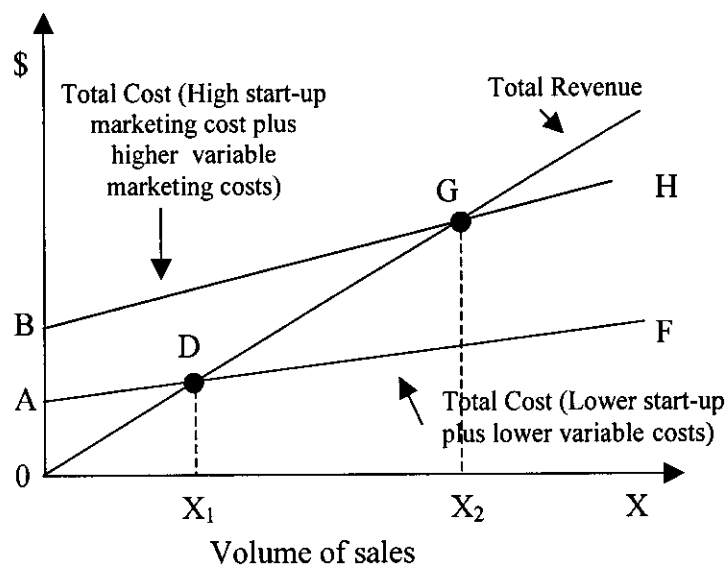 $
Total Cost (High start-up
marketing cost plus
higher variable
marketing costs)
Total Revenue
G
H
B
D
F
A
Total Cost (Lower start-up
plus lower variable costs)
0
X₁
X₂
X
Volume of sales